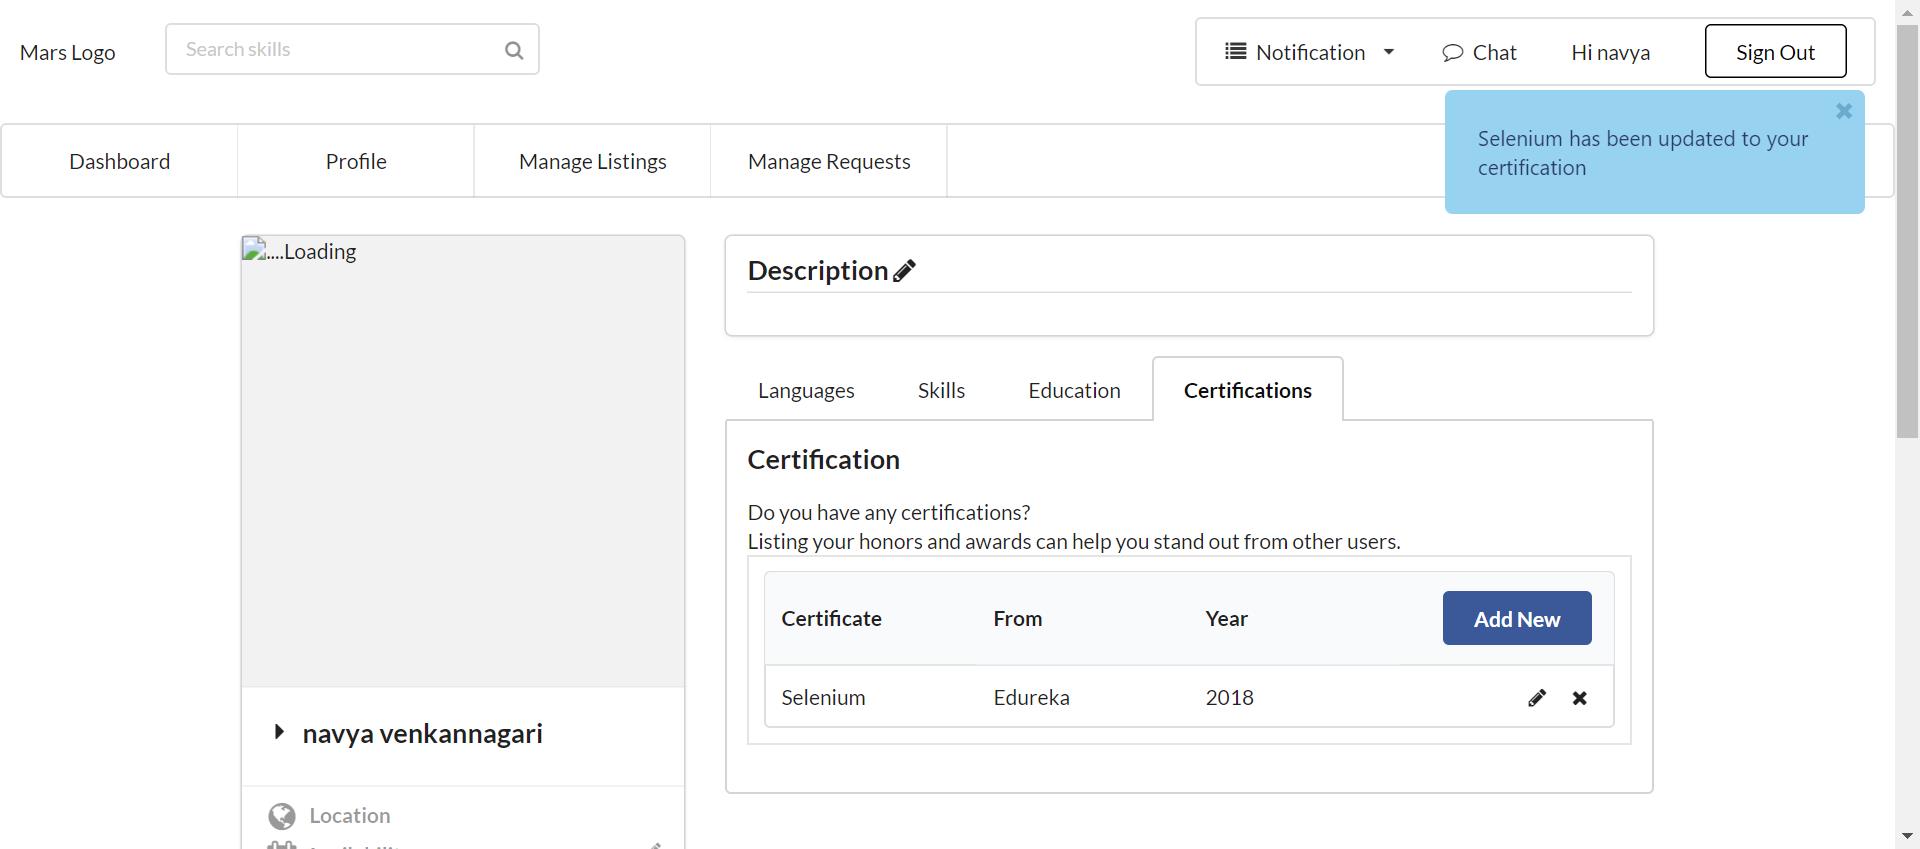 Mars Logo
Search skills
Notification
Chat
Hi navya
Sign Out
Selenium has been updated to your
certification
Dashboard
Profile
Manage Listings
Manage Requests
....Loading
Description
Languages
Skills
Education
Certifications
Certification
Do you have any certifications?
Listing your honors and awards can help you stand out from other users.
Certificate From Year Add New
Selenium Edureka 2018
navya venkannagari
Location